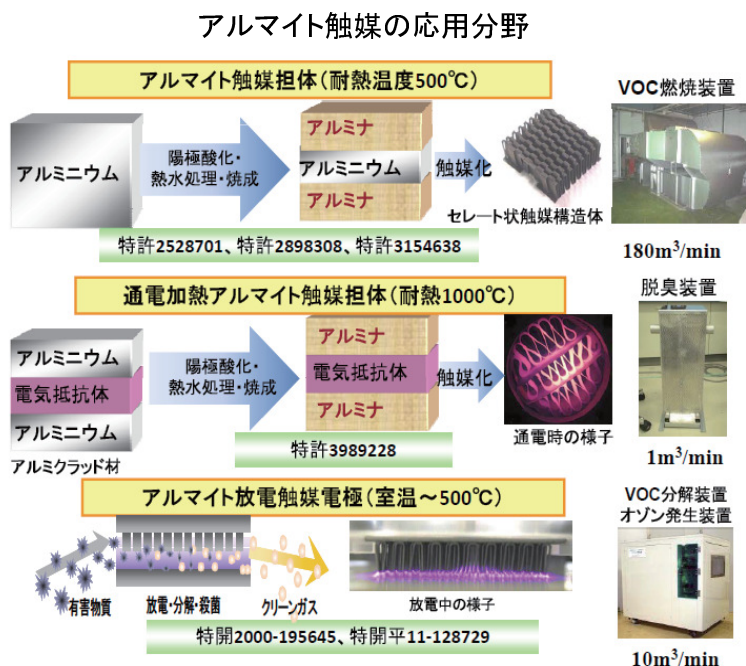 アルマイト触媒の応用分野
アルマイト触媒担体(耐熱温度500℃)
VOC燃焼装置
アルミニウム
陽極酸化・
熱水処理・焼成
アルミナ
アルミニウム
アルミナ
触媒化
セレート状触媒構造体
特許2528701、特許2898308、特許3154638
180m³/min
通電加熱アルマイト触媒担体(耐熱1000℃)
脱臭装置
アルミニウム
電気抵抗体
アルミニウム
アルミクラッド材
陽極酸化・
熱水処理・焼成
アルミナ
電気抵抗体
アルミナ
触媒化
通電時の様子
特許3989228
1m³/min
アルマイト放電触媒電極(室温~500℃)
VOC分解装置
オゾン発生装置
有害物質
放電・分解・殺菌
クリーンガス
放電中の様子
特開2000-195645、特開平11-128729
10m³/min